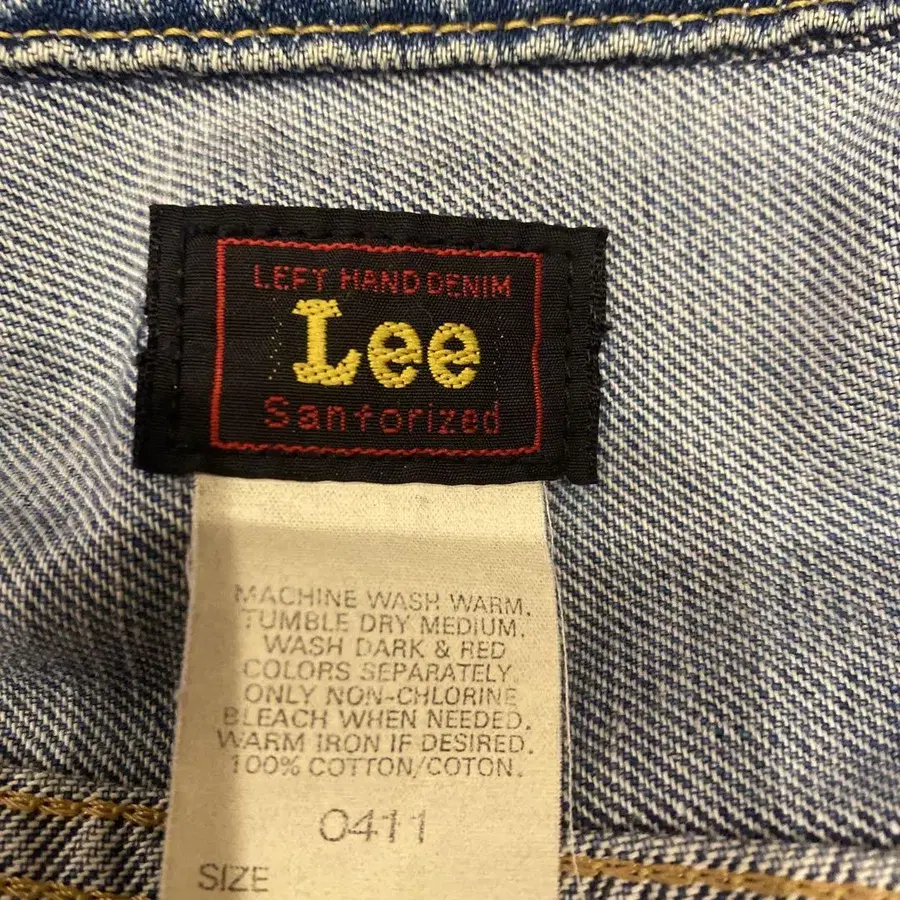 LEFT HAND DENIM
Lee
Sanforized
MACHINE WASH WARM.
TUMBLE DRY MEDIUM.
WASH DARK & RED
COLORS SEPARATELY
ONLY NON-CHLORINE
BLEACH WHEN NEEDED.
WARM IRON IF DESIRED.
100% COTTON/COTON.
0411
SIZE